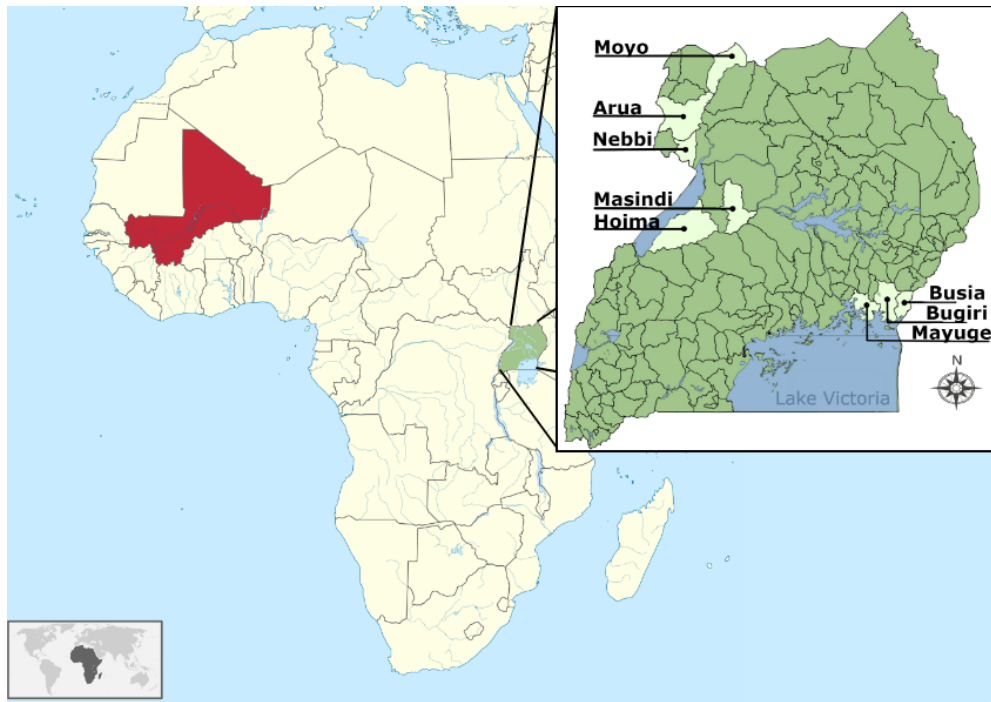 Moyo
Arua
Nebbi
Masindi
Hoima
Busia
Bugiri
Mayuge
N
Lake Victoria